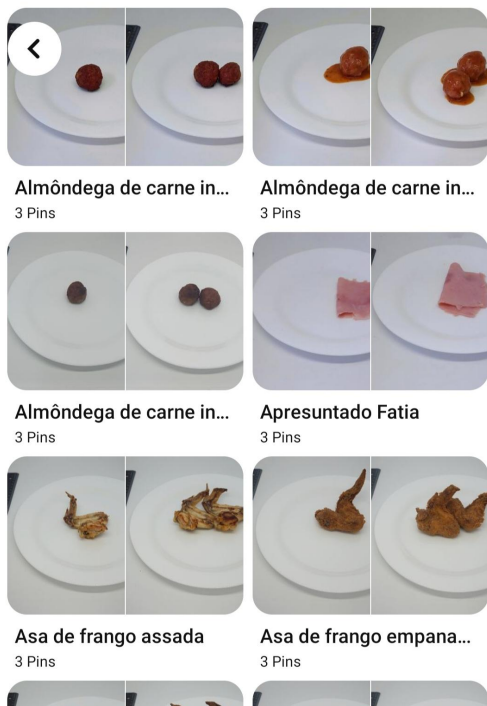 Almôndega de carne in... Almôndega de carne in...
3 Pins 3 Pins
Almôndega de carne in... Apresuntado Fatia
3 Pins 3 Pins
Asa de frango assada Asa de frango empana...
3 Pins 3 Pins